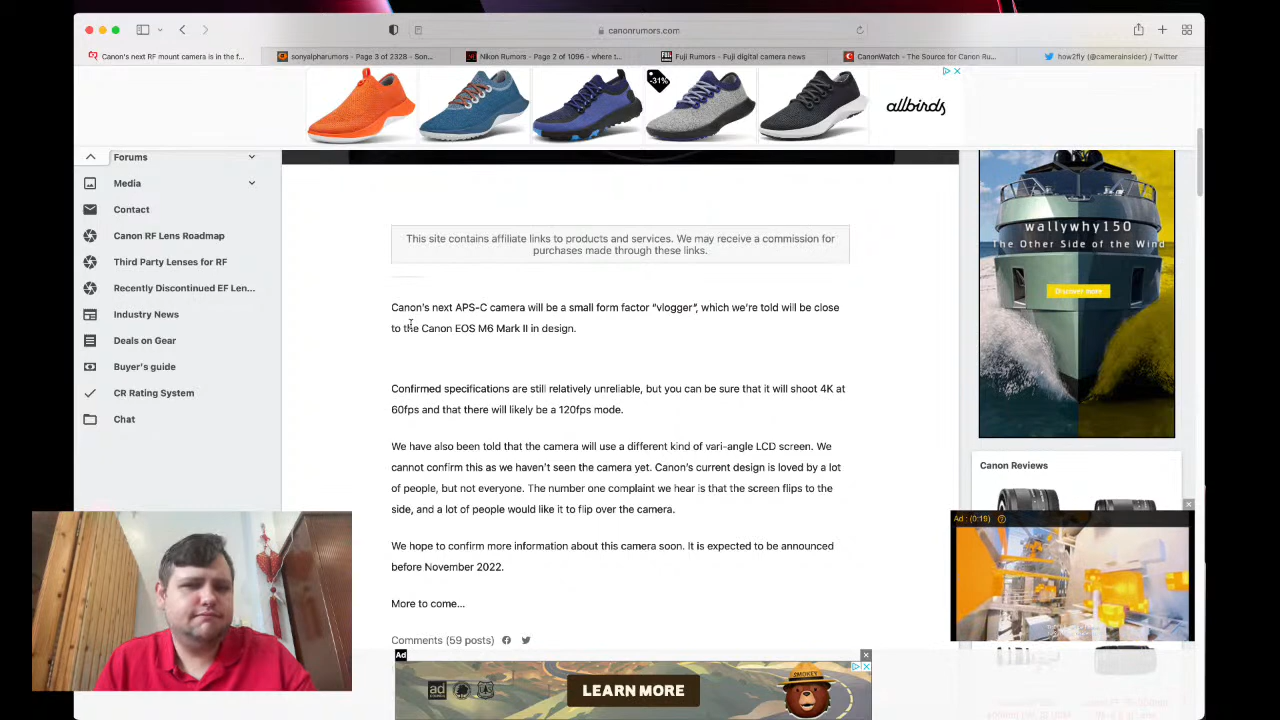 canonrumors.com
Canon's next RF mount camera is in the f...
sonyalpharumors - Page 3 of 2328 - Son...
Nikon Rumors - Page 2 of 1096 - where t...
Fuji Rumors - Fuji digital camera news
CanonWatch - The Source for Canon Ru...
how2fly (@camerainsider) / Twitter
-31%
allbirds
Forums
Media
Contact
Canon RF Lens Roadmap
Third Party Lenses for RF
Recently Discontinued EF Len...
Industry News
Deals on Gear
Buyer's guide
CR Rating System
Chat
This site contains affiliate links to products and services. We may receive a commission for
purchases made through these links.
Canon's next APS-C camera will be a small form factor “vlogger”, which we're told will be close
to the Canon EOS M6 Mark II in design.
Confirmed specifications are still relatively unreliable, but you can be sure that it will shoot 4K at
60fps and that there will likely be a 120fps mode.
We have also been told that the camera will use a different kind of vari-angle LCD screen. We
cannot confirm this as we haven't seen the camera yet. Canon's current design is loved by a lot
of people, but not everyone. The number one complaint we hear is that the screen flips to the
side, and a lot of people would like it to flip over the camera.
We hope to confirm more information about this camera soon. It is expected to be announced
before November 2022.
More to come...
Comments (59 posts)
wallywhy150
The Other Side of the Wind
Discover more
Canon Reviews
Ad : (0:19)
Ad
ad
LEARN MORE
SMOKEY